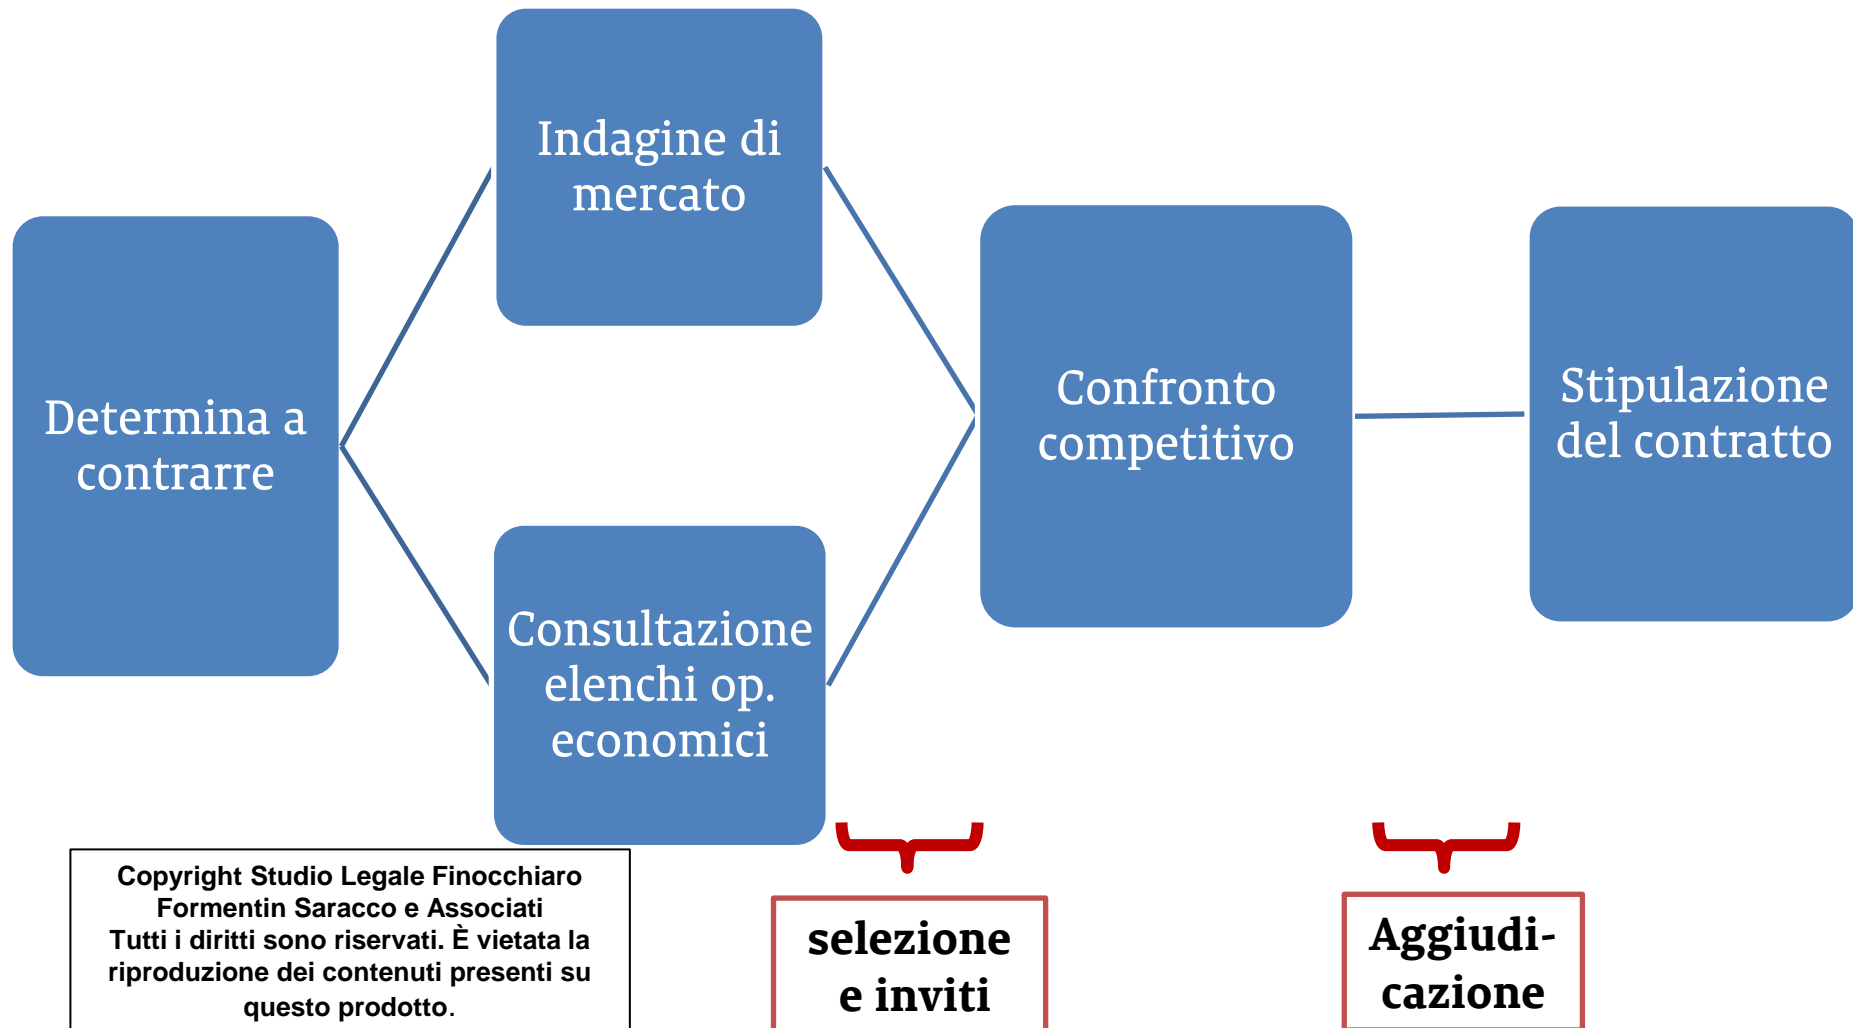 Indagine di
mercato
Determina a
contrarre
Consultazione
elenchi op.
economici
Confronto
competitivo
Stipulazione
del contratto
selezione
e inviti
Aggiudi-
cazione
Copyright Studio Legale Finocchiaro
Formentin Saracco e Associati
Tutti i diritti sono riservati. È vietata la
riproduzione dei contenuti presenti su
questo prodotto.